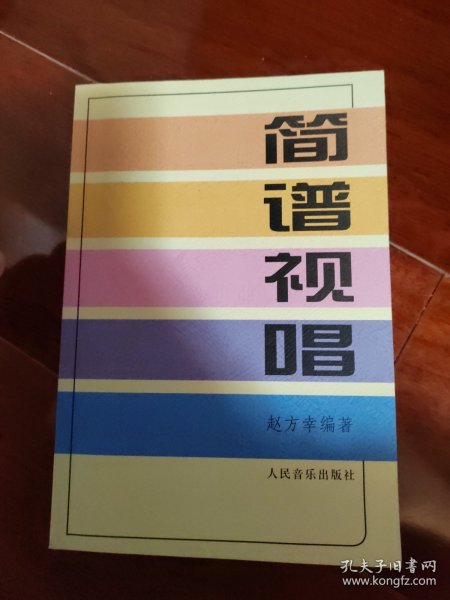 简
谱
视
唱
赵方幸编著
人民音乐出版社
孔夫子旧书网
www.kongfz.com